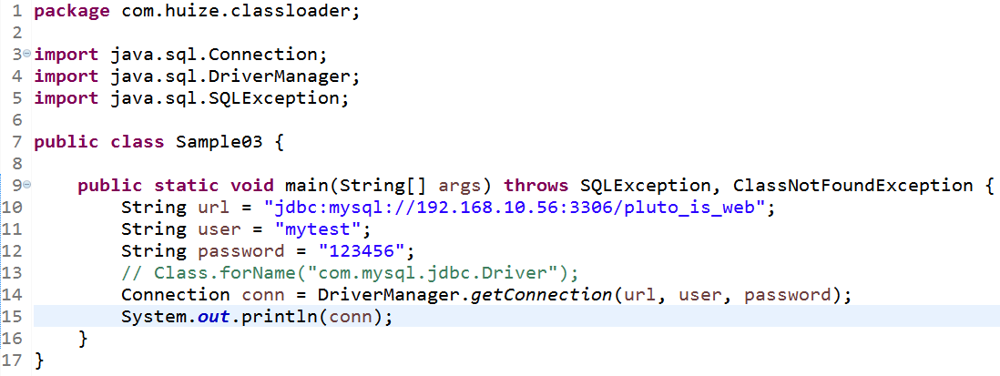 1 package com.huize.classloader;
2
3 import java.sql.Connection;
4 import java.sql.DriverManager;
5 import java.sql.SQLException;
6
7 public class Sample03 {
8
9     public static void main(String[] args) throws SQLException, ClassNotFoundException {
10         String url = "jdbc:mysql://192.168.10.56:3306/pluto_is_web";
11         String user = "mytest";
12         String password = "123456";
13         // Class.forName("com.mysql.jdbc.Driver");
14         Connection conn = DriverManager.getConnection(url, user, password);
15         System.out.println(conn);
16     }
17 }